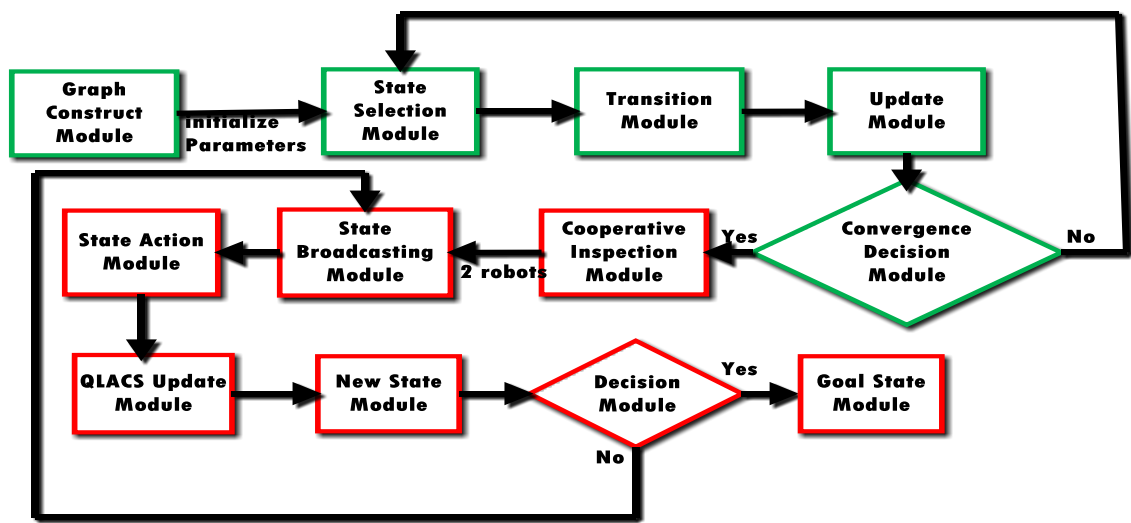 Graph
Construct
Module
initialize
Parameters
State
Selection
Module
Transition
Module
Update
Module
Convergence
Decision
Module
No
Yes
Cooperative
Inspection
Module
2 robots
State
Broadcasting
Module
State Action
Module
QLACS Update
Module
New State
Module
Decision
Module
No
Yes
Goal State
Module